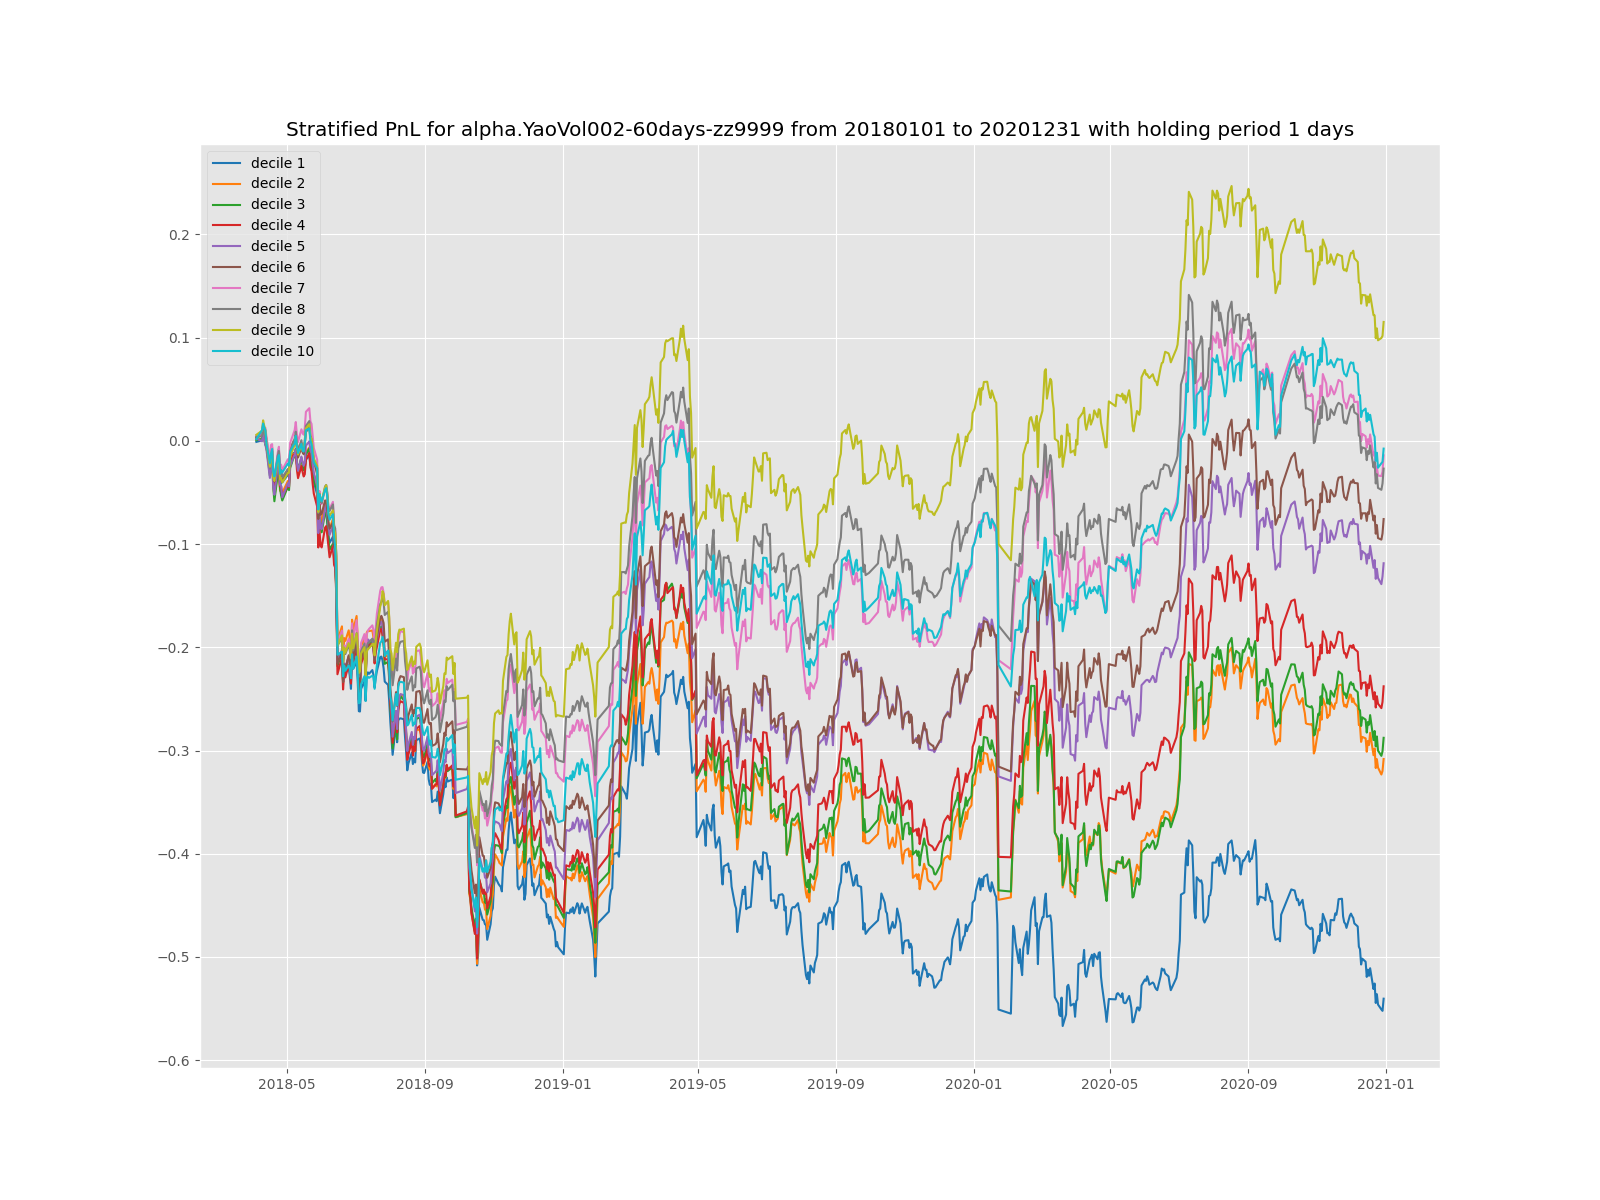 Stratified PnL for alpha.YaoVol002-60days-zz9999 from 20180101 to 20201231 with holding period 1 days
decile 1
decile 2
decile 3
decile 4
decile 5
decile 6
decile 7
decile 8
decile 9
decile 10
0.2
0.1
0.0
−0.1
−0.2
−0.3
−0.4
−0.5
−0.6
2018-05 2018-09 2019-01 2019-05 2019-09 2020-01 2020-05 2020-09 2021-01